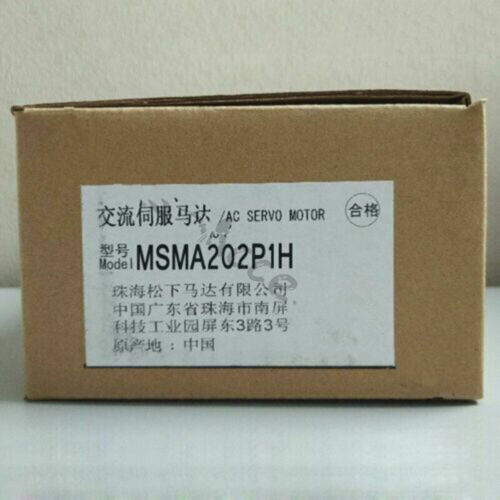 交流伺服马达 /AC SERVO MOTOR 合格
型号
Model MSMA202P1H
珠海松下马达有限公司
中国广东省珠海市南屏
科技工业园屏东3路3号
原产地：中国